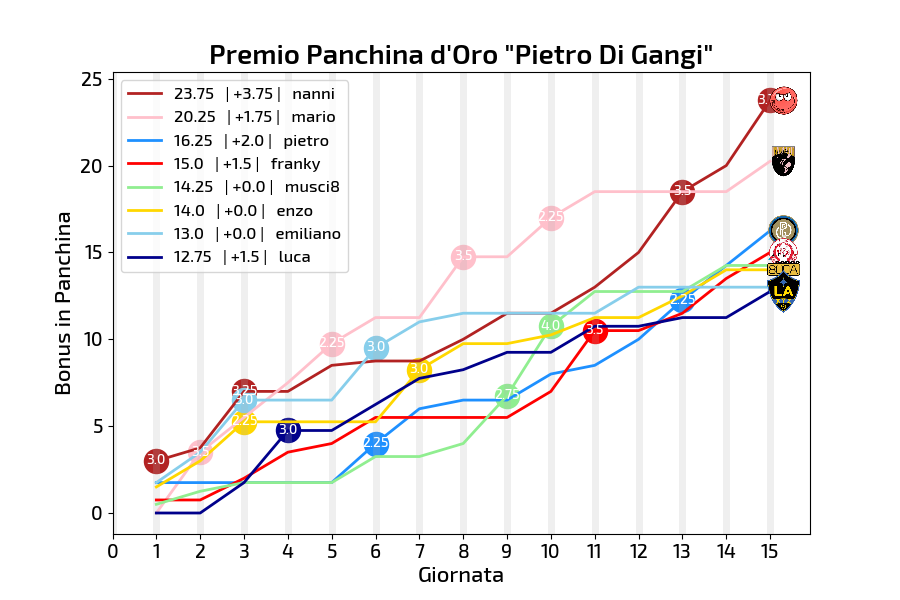 Premio Panchina d'Oro "Pietro Di Gangi"
Bonus in Panchina
25
20
15
10
5
0
23.75 | +3.75 | nanni
20.25 | +1.75 | mario
16.25 | +2.0 | pietro
15.0 | +1.5 | franky
14.25 | +0.0 | musci8
14.0 | +0.0 | enzo
13.0 | +0.0 | emiliano
12.75 | +1.5 | luca
3.5
2.25
3.5
2.25
3.0
3.0
2.25
3.0
3.5
3.0
3.0
2.25
2.75
4.0
3.5
2.25
LA
0 1 2 3 4 5 6 7 8 9 10 11 12 13 14 15
Giornata